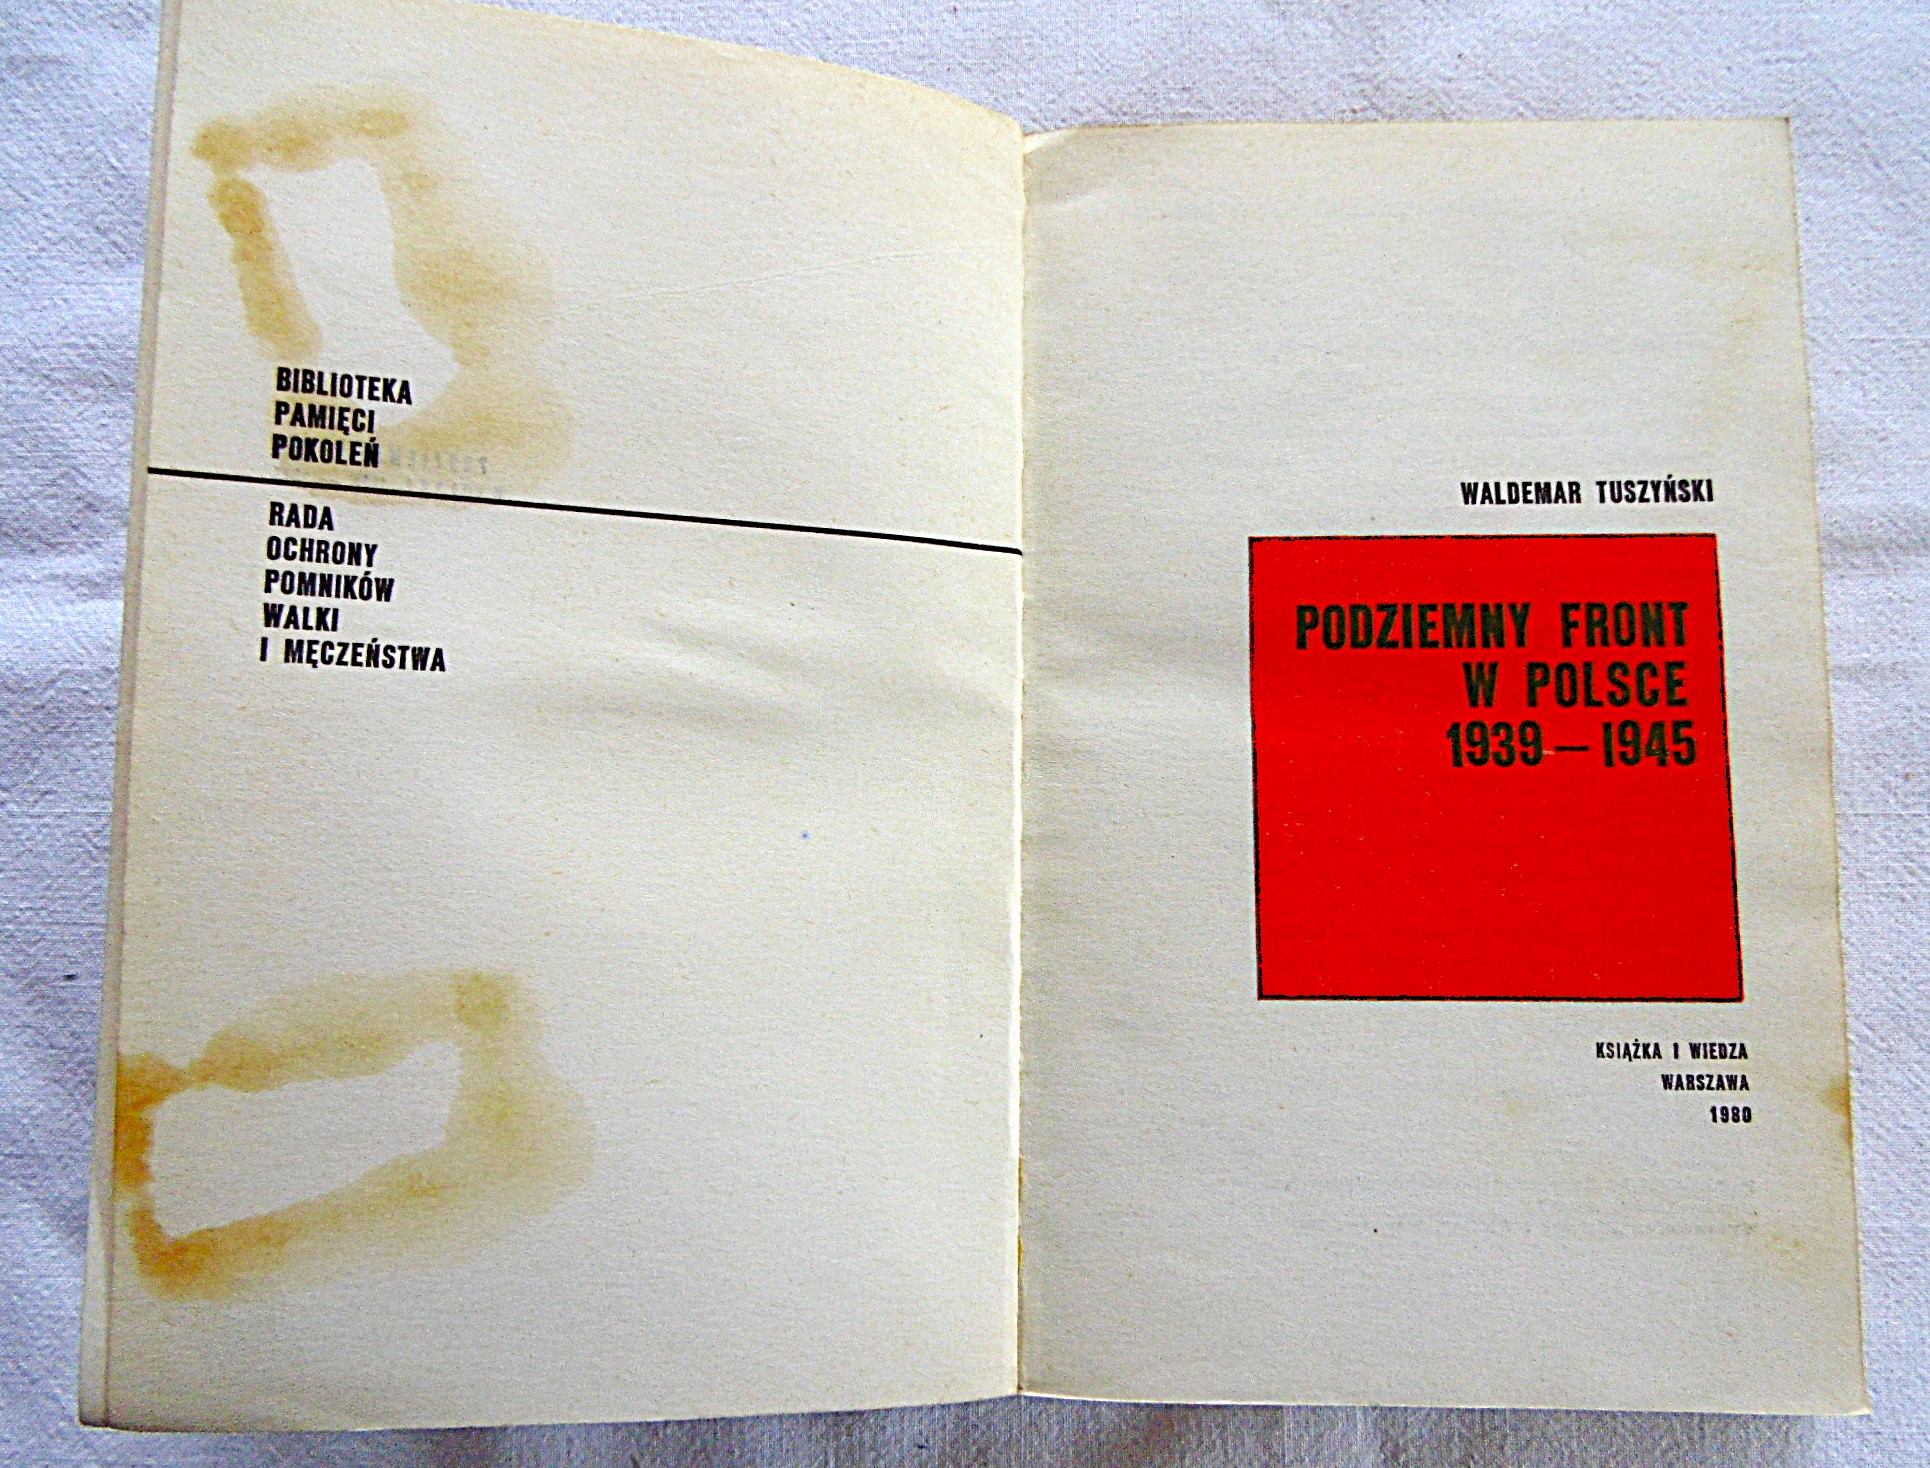 BIBLIOTEKA
PAMIĘCI
POKOLEŃ
RADA
OCHRONY
POMNIKÓW
WALKI
I MĘCZEŃSTWA
WALDEMAR TUSZYŃSKI
PODZIEMNY FRONT
W POLSCE
1939—1945
KSIĄŻKA I WIEDZA
WARSZAWA
1980